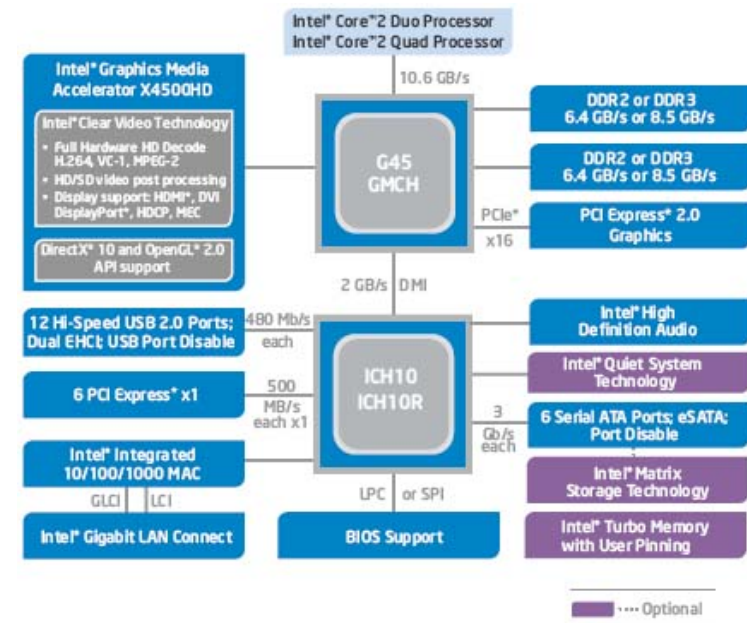 Intel® Core™2 Duo Processor
Intel® Core™2 Quad Processor
10.6 GB/s
Intel® Graphics Media
Accelerator X4500HD
Intel® Clear Video Technology
• Full Hardware HD Decode
H.264, VC-1, MPEG-2
• HD/SD video post processing
• Display support: HDMI*, DVI
DisplayPort*, HDCP, MEC
DirectX* 10 and OpenGL* 2.0
API support
G45
GMCH
DDR2 or DDR3
6.4 GB/s or 8.5 GB/s
DDR2 or DDR3
6.4 GB/s or 8.5 GB/s
PCIe*
x16
PCI Express* 2.0
Graphics
2 GB/s DMI
12 Hi-Speed USB 2.0 Ports;
Dual EHCI; USB Port Disable
480 Mb/s
each
6 PCI Express* x1
500
MB/s
each x1
Intel® Integrated
10/100/1000 MAC
GLCI LCI
Intel® Gigabit LAN Connect
ICH10
ICH10R
LPC or SPI
BIOS Support
Intel® High
Definition Audio
Intel® Quiet System
Technology
3
Gb/s
each
6 Serial ATA Ports; eSATA;
Port Disable
Intel® Matrix
Storage Technology
Intel® Turbo Memory
with User Pinning
Optional